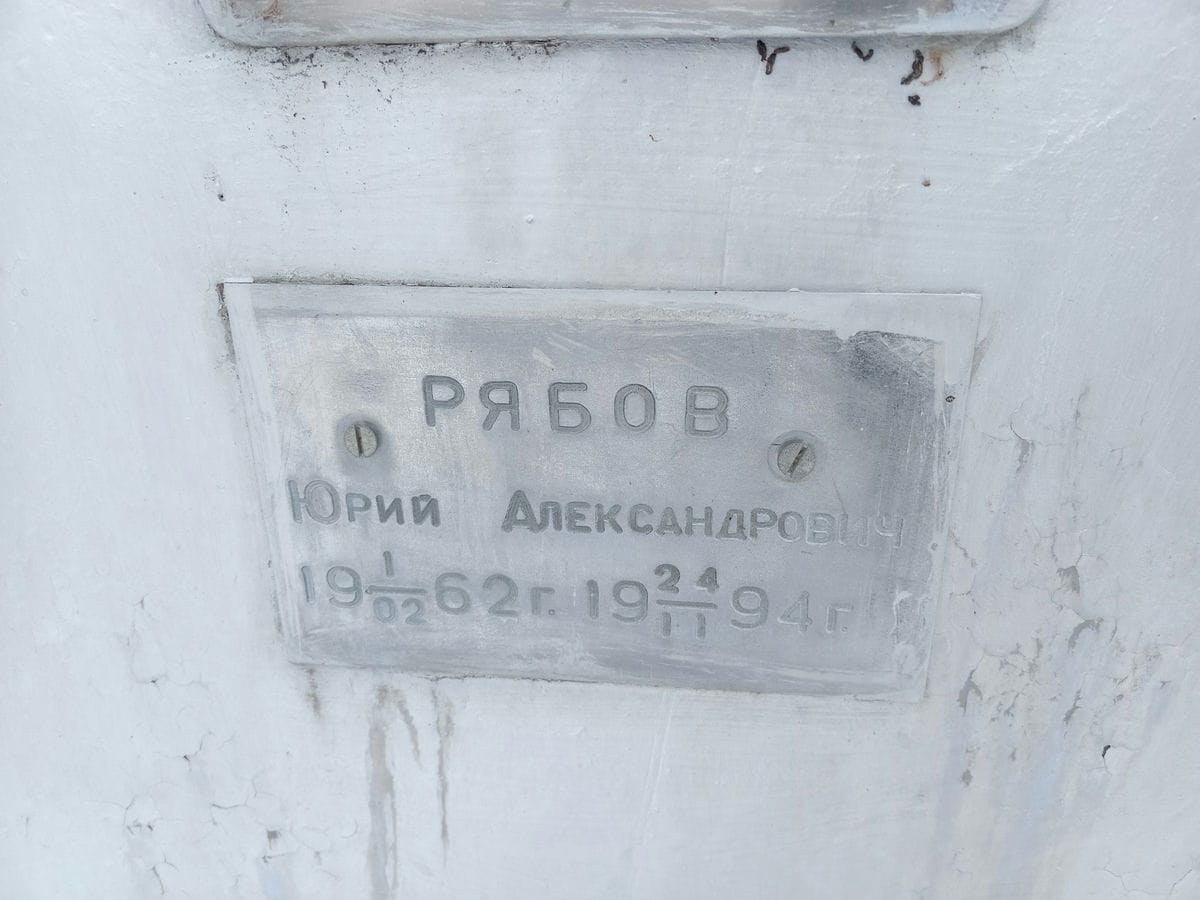 РЯБОВ
Юрий Александрович
19 1/02 62г. 19 24/11 94г.